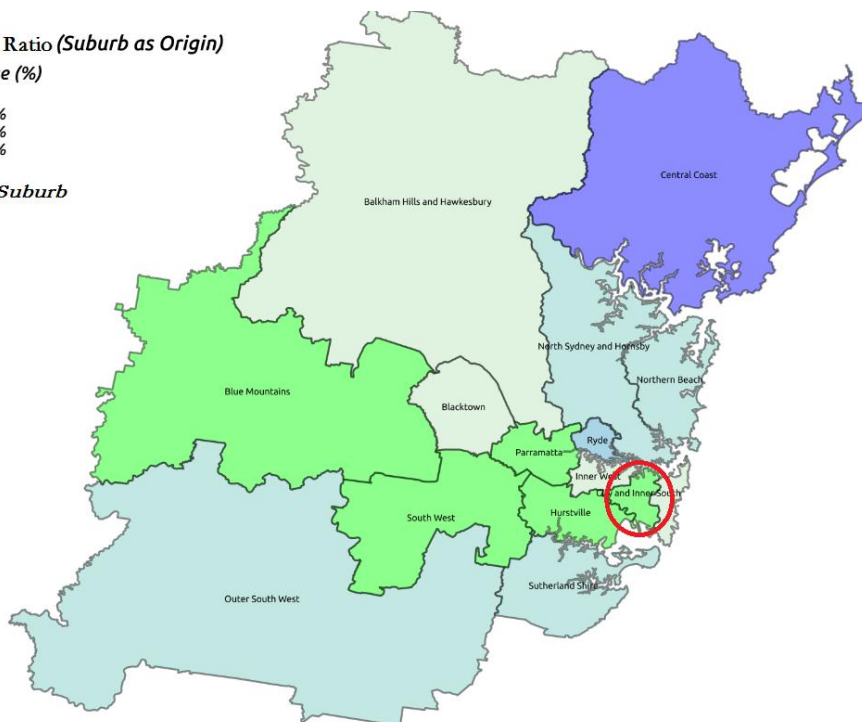 Ratio (Suburb as Origin)
e (%)
%
%
%
Suburb
Central Coast
Balkham Hills and Hawkesbury
North Sydney and Hornsby
Northern Beach
Blue Mountains
Blacktown
Ryde
Parramatta
Inner West
City and Inner South
Hurstville
South West
Sutherland Shire
Outer South West